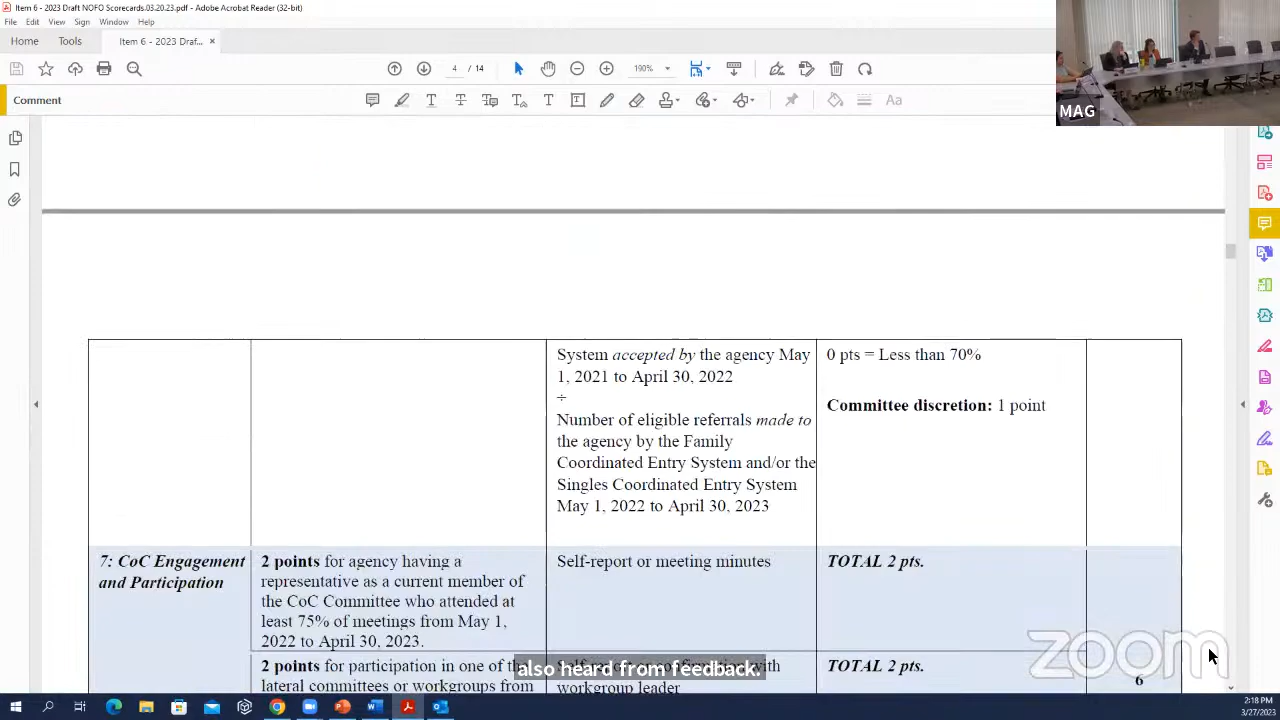 Item 6 - 2023 Draft NOFO Scorecards.03.20.23.pdf - Adobe Acrobat Reader (32-bit)
File Edit View Sign Window Help
Home Tools Item 6 - 2023 Draf... ×
4 / 14 190%
Comment
MAG
System accepted by the agency May
1, 2021 to April 30, 2022
÷
Number of eligible referrals made to
the agency by the Family
Coordinated Entry System and/or the
Singles Coordinated Entry System
May 1, 2022 to April 30, 2023
0 pts = Less than 70%
Committee discretion: 1 point
7: CoC Engagement
and Participation
2 points for agency having a
representative as a current member of
the CoC Committee who attended at
least 75% of meetings from May 1,
2022 to April 30, 2023.
Self-report or meeting minutes
TOTAL 2 pts.
2 points for participation in one of the
lateral committees or workgroups from
with
workgroup leader
TOTAL 2 pts.
6
also heard from feedback.
zoom
2:18 PM
3/27/2023